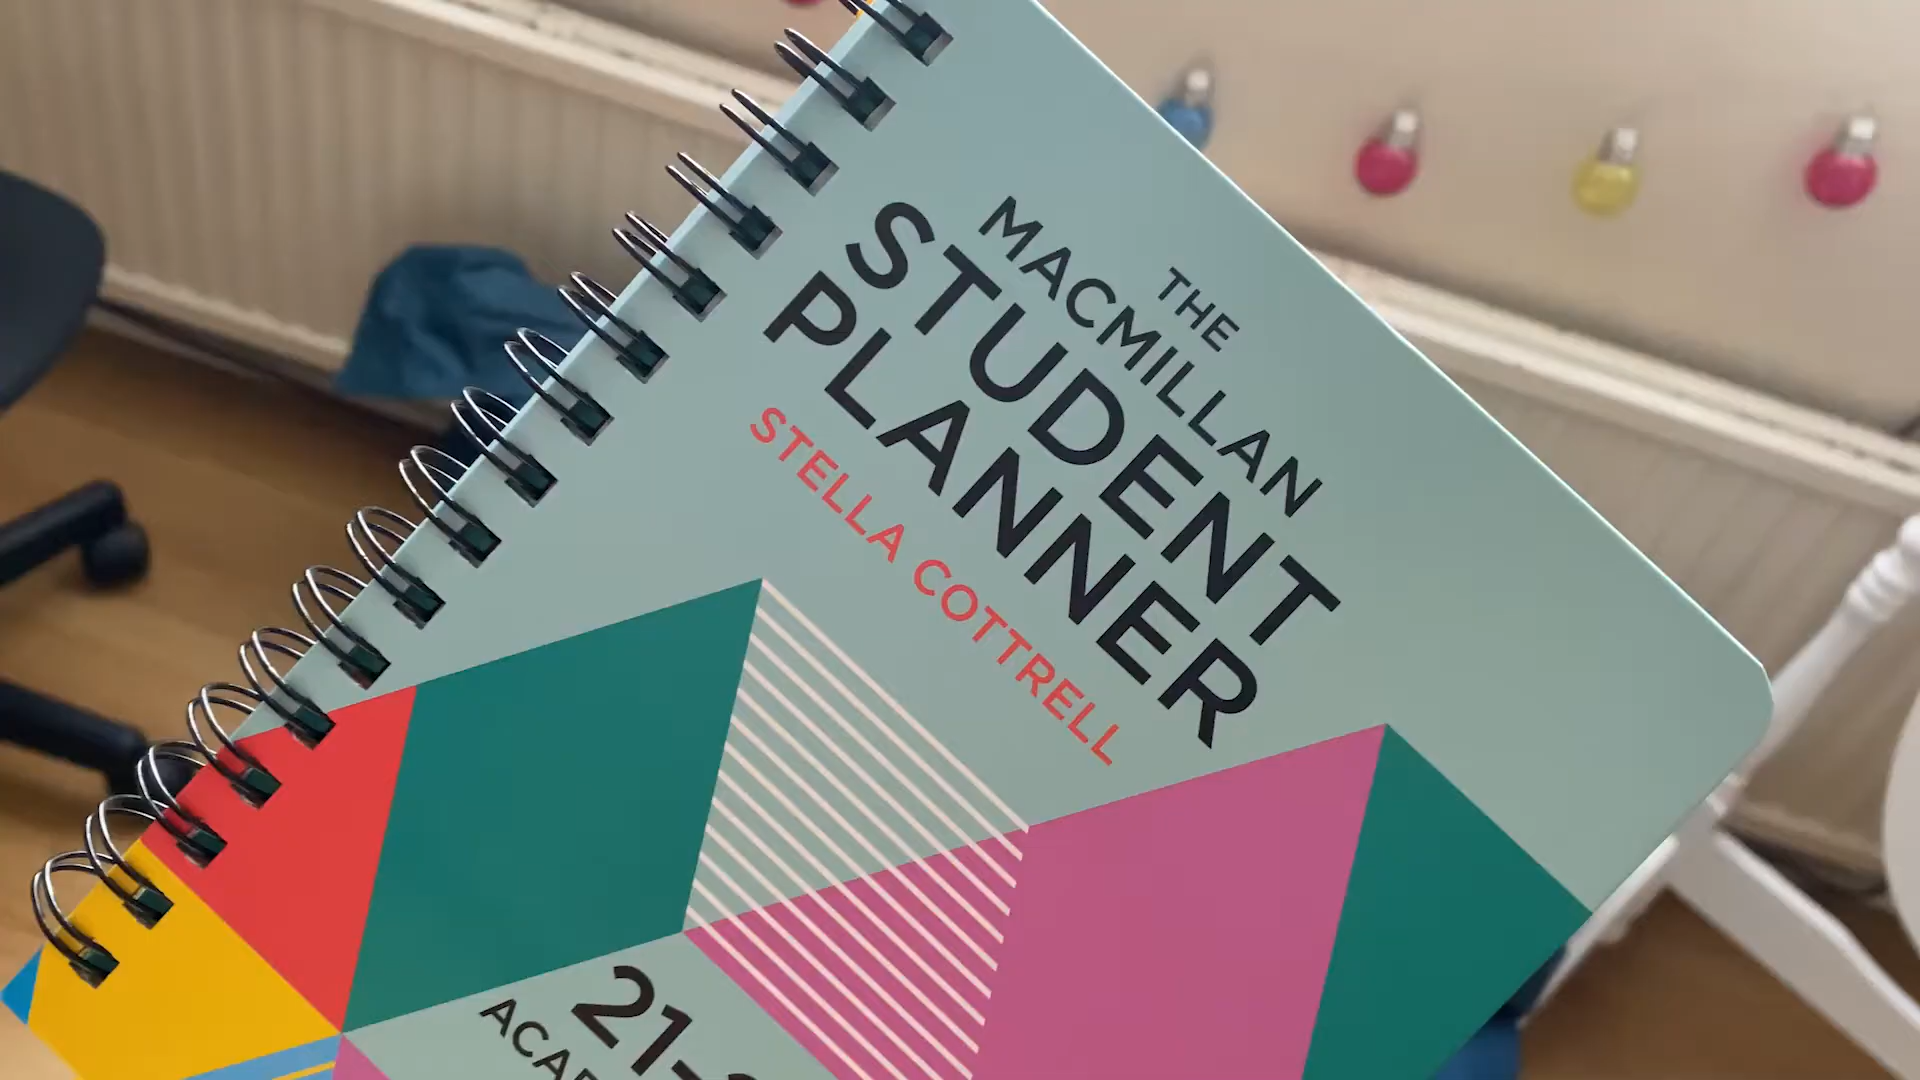 THE
MACMILLAN
STUDENT
PLANNER
STELLA COTTRELL